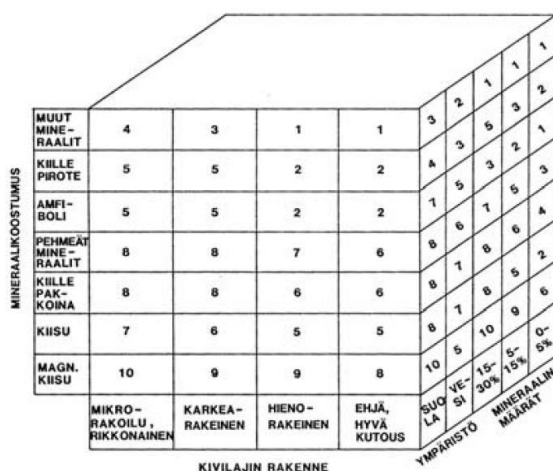 MINERAALIKOOSTUMUS
MUUT
MINE-
RAALIT
4 3 1 1 3 2 1 1 1
KIILLE
PIROTE
5 5 2 2 4 3 5 3 2
AMFI-
BOLI
5 5 2 2 7 5 3 2 1
PEHMEÄT
MINE-
RAALIT
8 8 7 6 8 6 7 5 3
KIILLE
PAK-
KOINA
8 8 6 6 8 7 8 6 4
KIISU
7 6 5 5 8 7 8 5 2
MAGN.
KIISU
10 9 9 8 10 5 10 9 6
MIKRO-
RAKOILU,
RIKKONAINEN
KARKEA-
RAKEINEN
HIENO-
RAKEINEN
EHJÄ,
HYVÄ
KUTOUS
SUO
LA
VE-
SI
15-
30%
5-
15%
0-
5%
YMPÄRISTÖ
MINERAALIN
MÄÄRÄT
KIVILAJIN RAKENNE